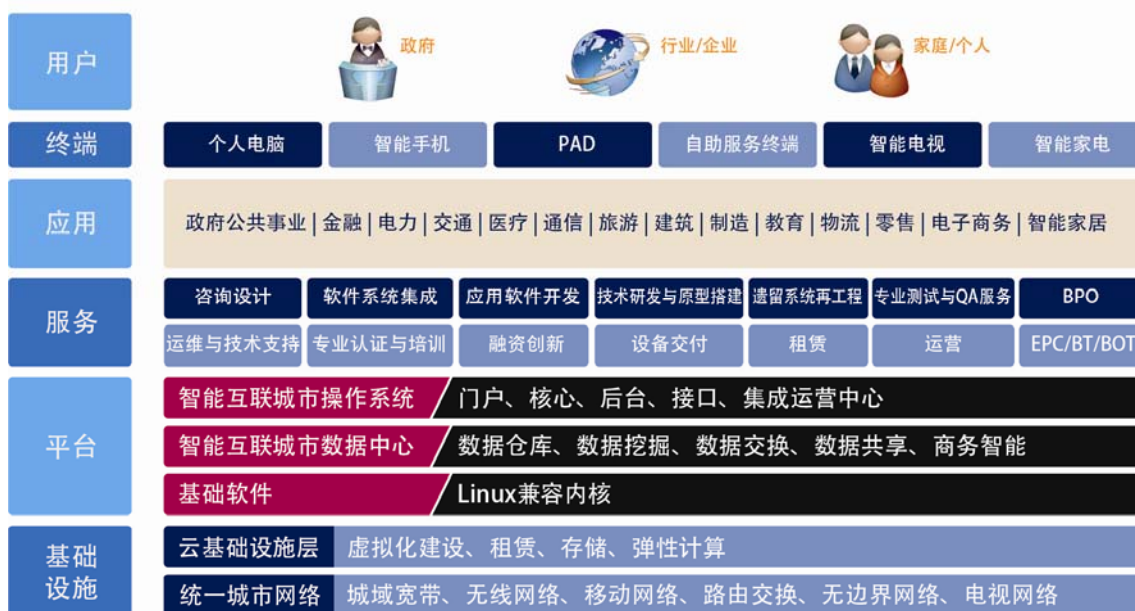 用户
政府
行业/企业
家庭/个人
终端
个人电脑 智能手机 PAD 自助服务终端 智能电视 智能家电
应用
政府公共事业|金融|电力|交通|医疗|通信|旅游|建筑|制造|教育|物流|零售|电子商务|智能家居
服务
咨询设计 软件系统集成 应用软件开发 技术研发与原型搭建 遗留系统再工程 专业测试与QA服务 BPO
运维与技术支持 专业认证与培训 融资创新 设备交付 租赁 运营 EPC/BT/BOT
平台
智能互联城市操作系统 门户、核心、后台、接口、集成运营中心
智能互联城市数据中心 数据仓库、数据挖掘、数据交换、数据共享、商务智能
基础软件 Linux兼容内核
基础
设施
云基础设施层 虚拟化建设、租赁、存储、弹性计算
统一城市网络 城域宽带、无线网络、移动网络、路由交换、无边界网络、电视网络